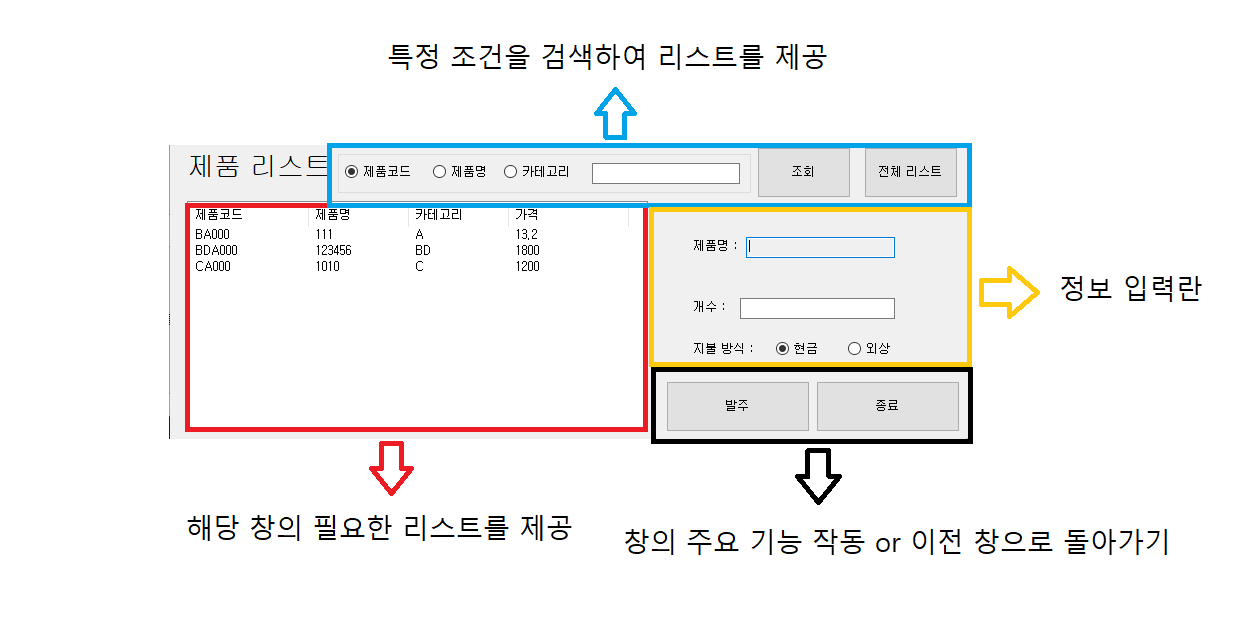 특정 조건을 검색하여 리스트를 제공
제품 리스트
제품코드 제품명 카테고리 조회 전체 리스트
제품코드 제품명 카테고리 가격
BA000 111 A 13,2
BDA000 123456 BD 1800
CA000 1010 C 1200
제품명 :
개수 :
지불 방식 : 현금 외상
정보 입력란
발주 종료
해당 창의 필요한 리스트를 제공
창의 주요 기능 작동 or 이전 창으로 돌아가기